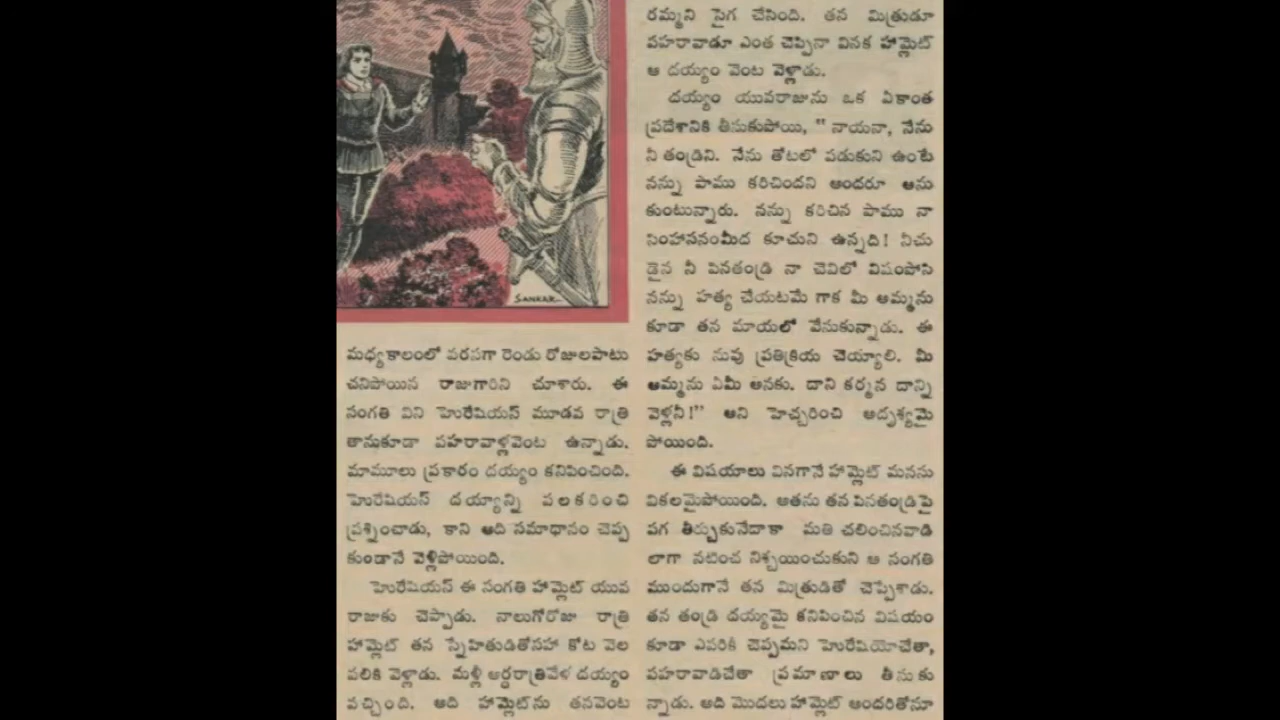 SANKAR_
మధ్యకాలంలో వరసగా రెండు రోజులపాటు
చనిపోయిన రాజుగారిని చూశారు. ఈ
సంగతి విని హెూరేషియస్ మూడవ రాత్రి
తానుకూడా పహరావాళ్లవెంట ఉన్నాడు.
మామూలు ప్రకారం దయ్యం కనిపించింది.
హెూరేషియస్ దయ్యాన్ని పలకరించి
ప్రశ్నించాడు, కాని అది సమాధానం చెప్ప
కుండానే వెళ్లిపోయింది.
హెూరేషియస్ ఈ సంగతి హామ్లెట్ యువ
రాజుకు చెప్పాడు. నాలుగోరోజు రాత్రి
హామ్లెట్ తన స్నేహితుడితోసహా కోట వెల
పలికి వెళ్లాడు. మళ్లీ అర్ధరాత్రివేళ దయ్యం
వచ్చింది. అది హామ్లెట్‌ను తనవెంట
రమ్మని సైగ చేసింది. తన మిత్రుడూ
పహరావాడూ ఎంత చెప్పినా వినక హామ్లెట్
ఆ దయ్యం వెంట వెళ్లాడు.
దయ్యం యువరాజును ఒక ఏకాంత
ప్రదేశానికి తీసుకుపోయి, " నాయనా, నేను
నీ తండ్రిని. నేను తోటలో పడుకుని ఉంటే
నన్ను పాము కరిచిందని అందరూ అను
కుంటున్నారు. నన్ను కరిచిన పాము నా
సింహాసనంమీద కూచుని ఉన్నది! నీచు
డైన నీ పినతండ్రి నా చెవిలో విషంపోసి
నన్ను హత్య చేయటమే గాక మీ అమ్మను
కూడా తన మాయలో వేసుకున్నాడు. ఈ
హత్యకు నువు ప్రతిక్రియ చెయ్యాలి. మీ
అమ్మను ఏమీ అనకు. దాని కర్మన దాన్ని
వెళ్లనీ!" అని హెచ్చరించి అదృశ్యమై
పోయింది.
ఈ విషయాలు వినగానే హామ్లెట్ మనను
వికలమైపోయింది. అతను తన పినతండ్రిపై
పగ తీర్చుకునేదాకా మతి చలించినవాడి
లాగా నటించ నిశ్చయించుకుని ఆ సంగతి
ముందుగానే తన మిత్రుడితో చెప్పేశాడు.
తన తండ్రి దయ్యమై కనిపించిన విషయం
కూడా ఎవరికీ చెప్పమని హెూరేషియోచేతా,
పహరావాడిచేతా ప్రమాణాలు తీసుకు
న్నాడు. అది మొదలు హామ్లెట్ అందరితోనూ